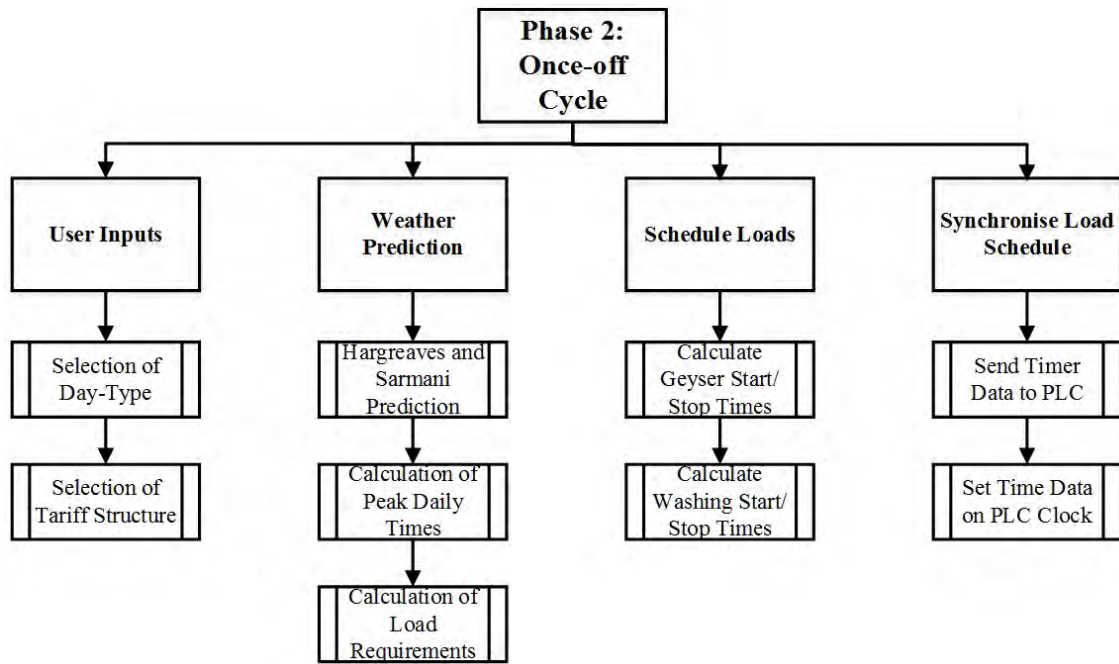 Phase 2:
Once-off
Cycle
User Inputs
Weather
Prediction
Schedule Loads
Synchronise Load
Schedule
Selection of
Day-Type
Hargreaves and
Sarmani
Prediction
Calculate
Geyser Start/
Stop Times
Send Timer
Data to PLC
Selection of
Tariff Structure
Calculation of
Peak Daily
Times
Calculate
Washing Start/
Stop Times
Set Time Data
on PLC Clock
Calculation of
Load
Requirements